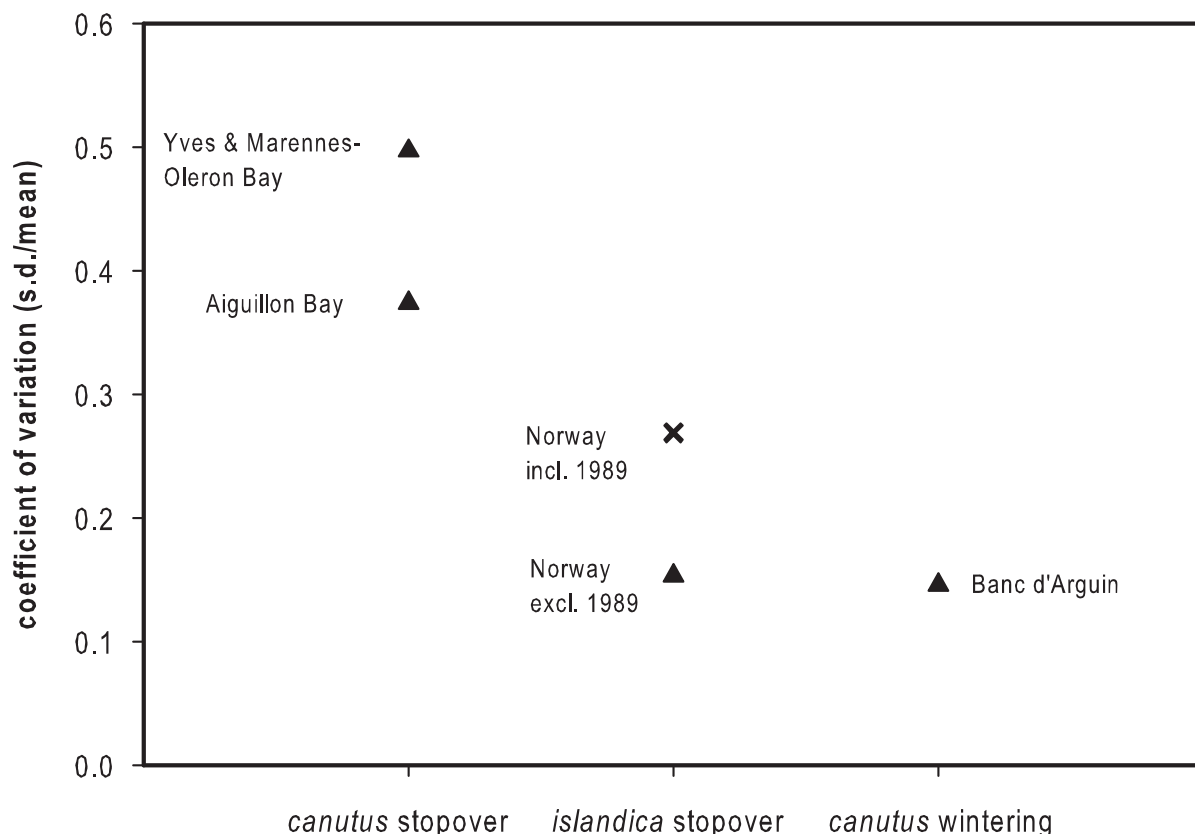 coefficient of variation (s.d./mean)
0.6
0.5
0.4
0.3
0.2
0.1
0.0
Yves & Marennes-
Oleron Bay
Aiguillon Bay
Norway
incl. 1989
Norway
excl. 1989
Banc d'Arguin
canutus stopover
islandica stopover
canutus wintering